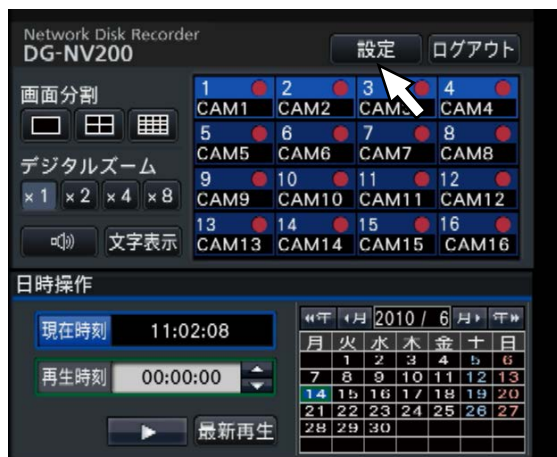 Network Disk Recorder
DG-NV200
設定 ログアウト
画面分割
1 2 3 4
CAM1 CAM2 CAM3 CAM4
5 6 7 8
CAM5 CAM6 CAM7 CAM8
デジタルズーム
×1 ×2 ×4 ×8
9 10 11 12
CAM9 CAM10 CAM11 CAM12
文字表示
13 14 15 16
CAM13 CAM14 CAM15 CAM16
日時操作
現在時刻 11:02:08
再生時刻 00:00:00
最新再生
年 月 2010 / 6 月 年
月 火 水 木 金 土 日
1 2 3 4 5 6
7 8 9 10 11 12 13
14 15 16 17 18 19 20
21 22 23 24 25 26 27
28 29 30